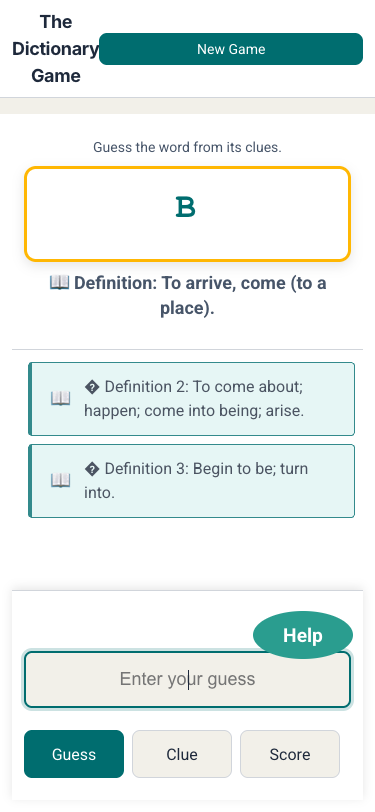 The
Dictionary
Game
New Game
Guess the word from its clues.
B
📖 Definition: To arrive, come (to a
place).
📖 � Definition 2: To come about;
happen; come into being; arise.
📖 � Definition 3: Begin to be; turn
into.
Help
Enter your guess
Guess Clue Score